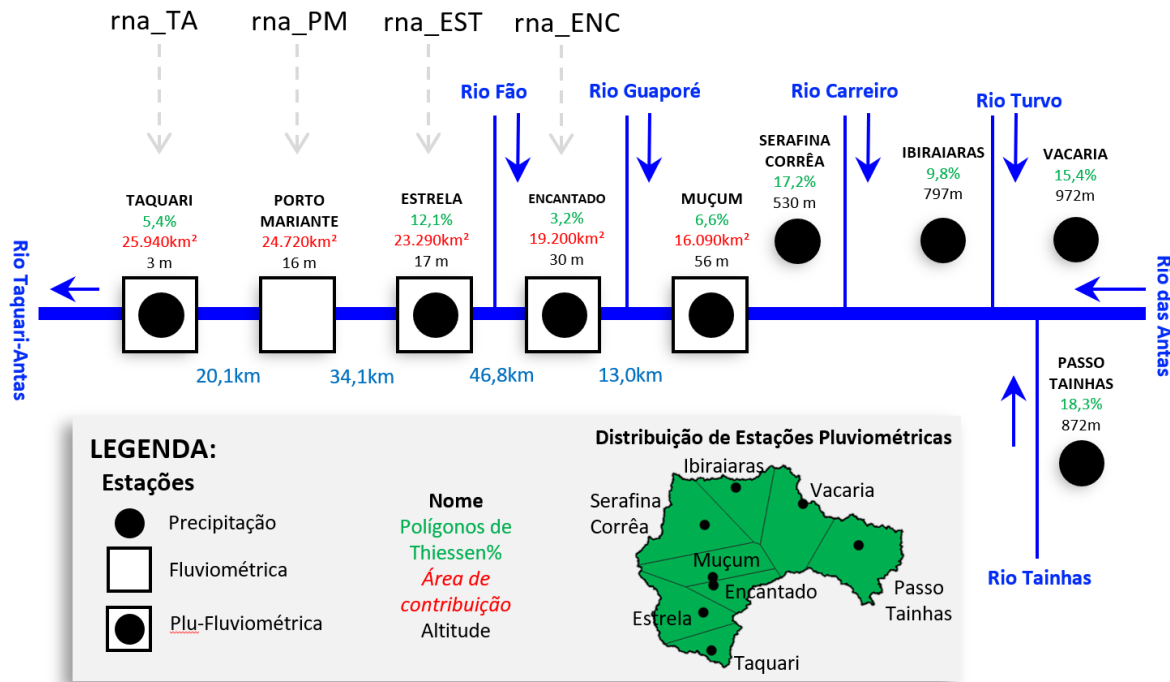 rna_TA
rna_PM
rna_EST
rna_ENC
Rio Fão
Rio Guaporé
Rio Carreiro
Rio Turvo
TAQUARI
5,4%
25.940km²
3 m
PORTO
MARIANTE
24.720km²
16 m
ESTRELA
12,1%
23.290km²
17 m
ENCANTADO
3,2%
19.200km²
30 m
MUÇUM
6,6%
16.090km²
56 m
SERAFINA
CORRÊA
17,2%
530 m
IBIRAIARAS
9,8%
797m
VACARIA
15,4%
972m
Rio Taquari-Antas
Rio das Antas
20,1km
34,1km
46,8km
13,0km
PASSO
TAINHAS
18,3%
872m
Rio Tainhas
LEGENDA:
Estações
Precipitação
Fluviométrica
Plu-Fluviométrica
Nome
Polígonos de
Thiessen%
Área de
contribuição
Altitude
Distribuição de Estações Pluviométricas
Ibiraiaras
Vacaria
Serafina
Corrêa
Muçum
Encantado
Passo
Tainhas
Estrela
Taquari